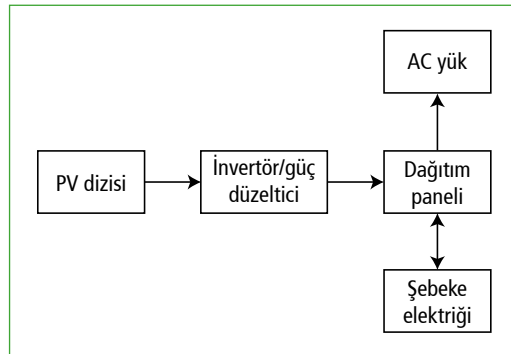 AC yük
PV dizisi
İnvertör/güç
düzeltici
Dağıtım
paneli
Şebeke
elektriği